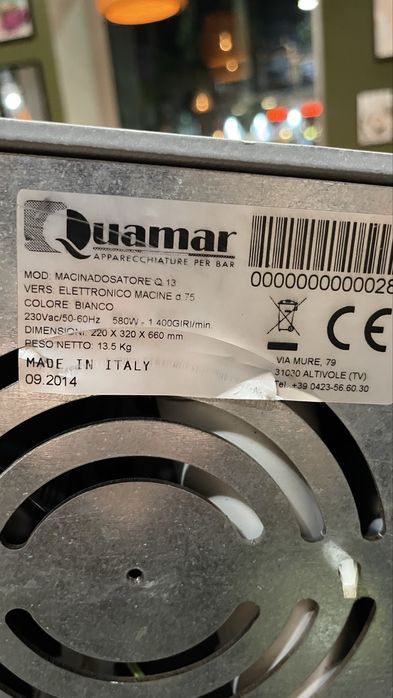 Quamar
APPARECCHIATURE PER BAR
MOD: MACINADOSATORE Q.13
VERS. ELETTRONICO MACINE d.75
COLORE: BIANCO
230Vac/50-60Hz 580W - 1.400GIRI/min.
DIMENSIONI: 220 X 320 X 660 mm
PESO NETTO: 13.5 Kg
MADE IN ITALY
09.2014
0000000000028
CE
VIA MURE, 79
31030 ALTIVOLE (TV)
Tel. +39 0423-56.60.30